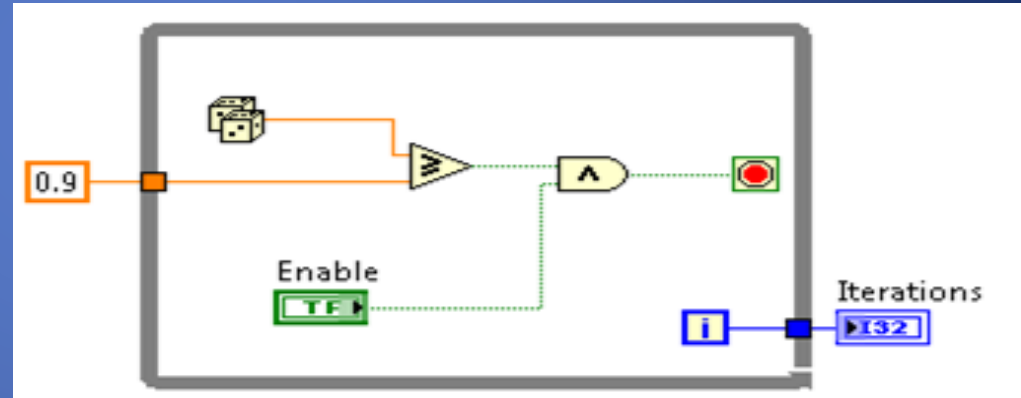 0.9
≥
∧
Enable
TF
i
Iterations
I32